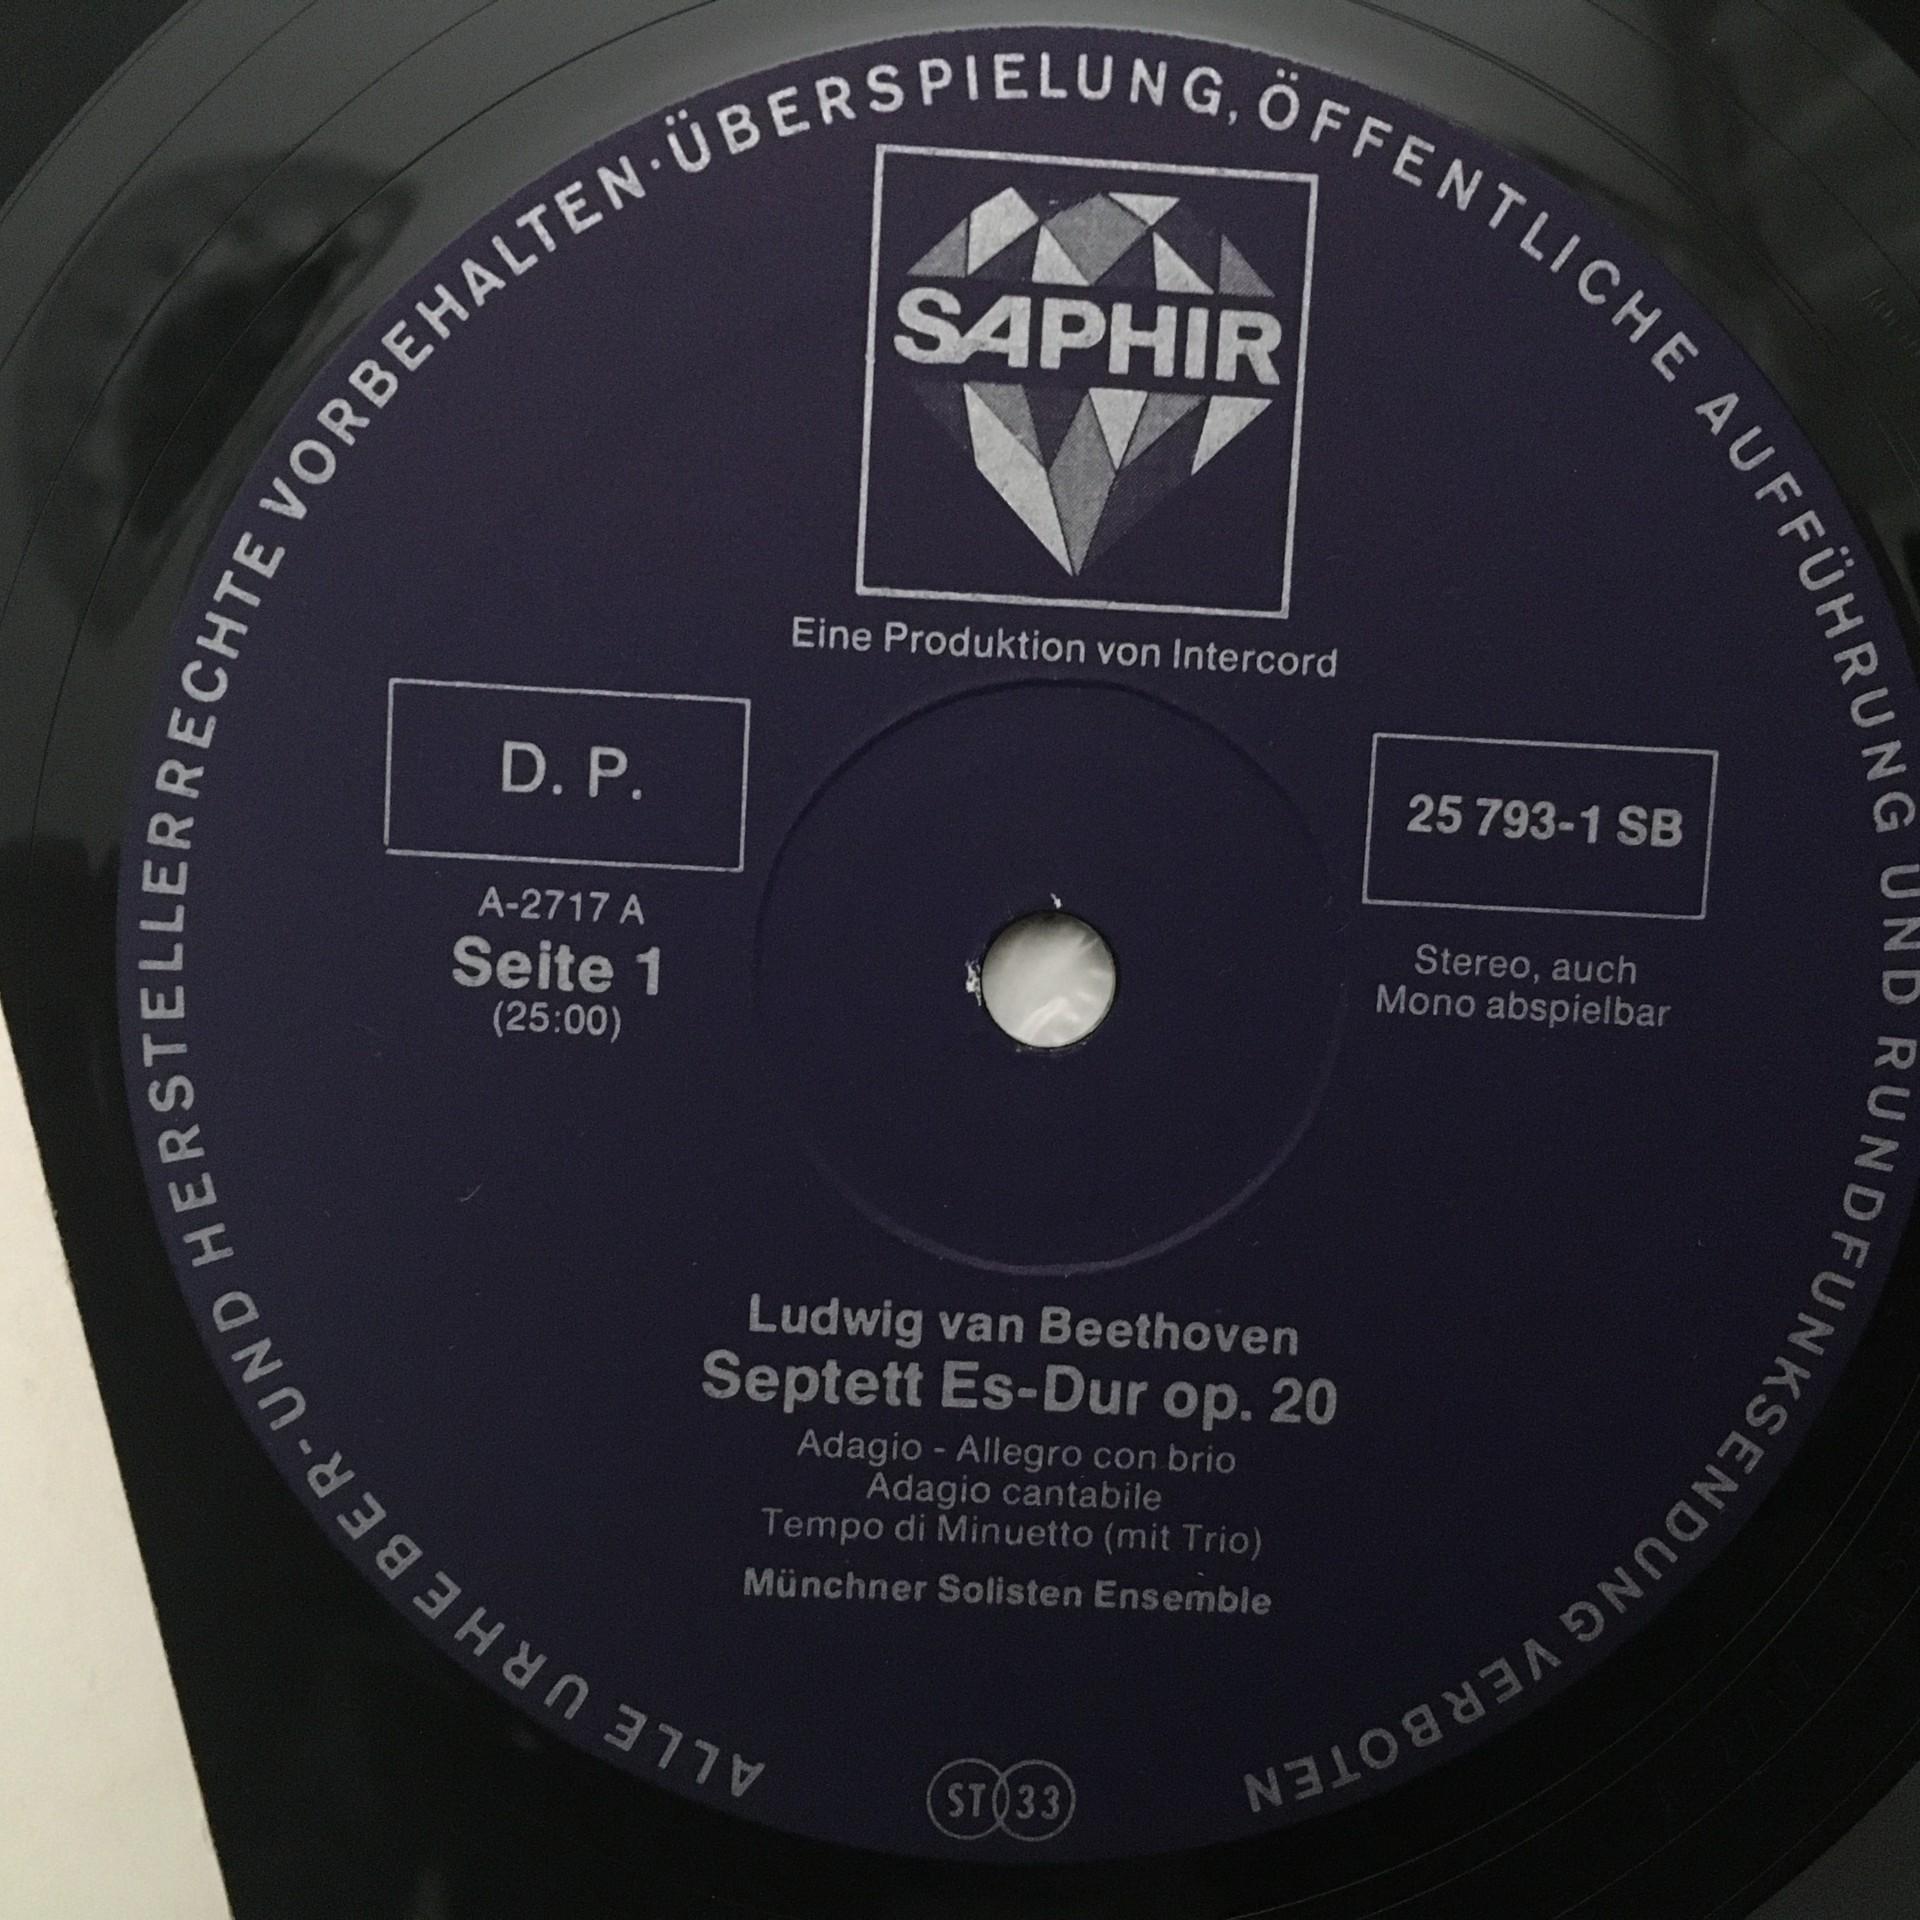 ALLE URHEBER-UND HERSTELLERRECHTE VORBEHALTEN·ÜBERSPIELUNG, ÖFFENTLICHE AUFFÜHRUNG UND RUNDFUNKSENDUNG VERBOTEN
SAPHIR
Eine Produktion von Intercord
D. P.
A-2717 A
Seite 1
(25:00)
25 793-1 SB
Stereo, auch
Mono abspielbar
Ludwig van Beethoven
Septett Es-Dur op. 20
Adagio - Allegro con brio
Adagio cantabile
Tempo di Minuetto (mit Trio)
Münchner Solisten Ensemble
ST 33